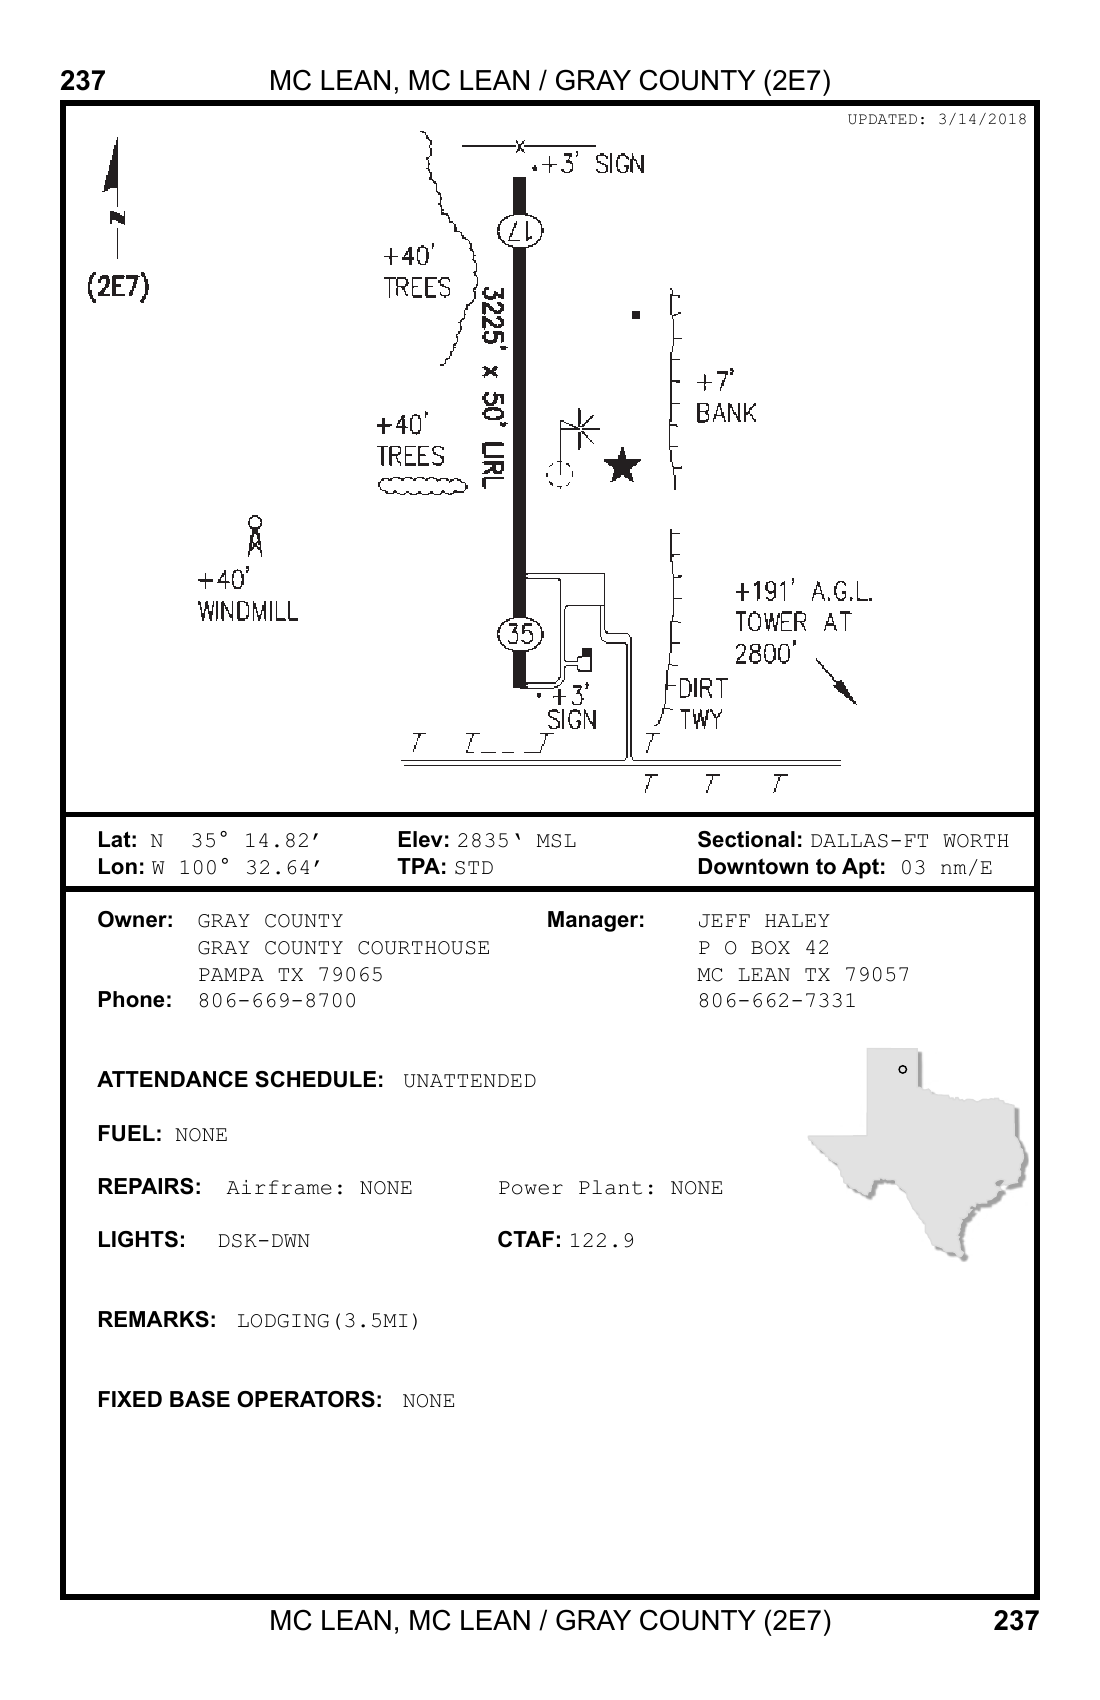 237 MC LEAN, MC LEAN / GRAY COUNTY (2E7)
UPDATED: 3/14/2018
X
+3' SIGN
N
17
+40'
TREES
(2E7)
3225' x 50' LIRL
+7'
BANK
+40'
TREES
+40'
WINDMILL
+191' A.G.L.
TOWER AT
2800'
35
DIRT
TWY
+3'
SIGN
T T T T
T T T
Lat: N 35° 14.82′ Elev: 2835‘ MSL Sectional: DALLAS-FT WORTH
Lon: W 100° 32.64′ TPA: STD Downtown to Apt: 03 nm/E
Owner: GRAY COUNTY Manager: JEFF HALEY
GRAY COUNTY COURTHOUSE P O BOX 42
PAMPA TX 79065 MC LEAN TX 79057
Phone: 806-669-8700 806-662-7331
ATTENDANCE SCHEDULE: UNATTENDED
FUEL: NONE
REPAIRS: Airframe: NONE Power Plant: NONE
LIGHTS: DSK-DWN CTAF: 122.9
REMARKS: LODGING(3.5MI)
FIXED BASE OPERATORS: NONE
MC LEAN, MC LEAN / GRAY COUNTY (2E7) 237